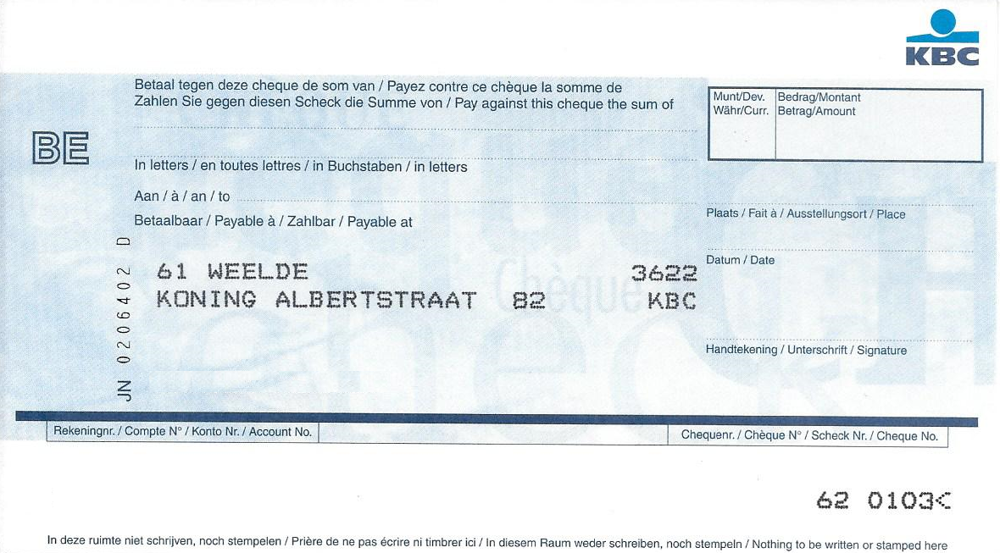 KBC
Betaal tegen deze cheque de som van / Payez contre ce chèque la somme de
Zahlen Sie gegen diesen Scheck die Summe von / Pay against this cheque the sum of
Munt/Dev. Bedrag/Montant
Währ/Curr. Betrag/Amount
BE
In letters / en toutes lettres / in Buchstaben / in letters
Aan / à / an / to
Betaalbaar / Payable à / Zahlbar / Payable at
Plaats / Fait à / Ausstellungsort / Place
Datum / Date
61 WEELDE 3622
KONING ALBERTSTRAAT 82 KBC
Chèque
JN 0206402 D
Handtekening / Unterschrift / Signature
Rekeningnr. / Compte N° / Konto Nr. / Account No.
Chequenr. / Chèque N° / Scheck Nr. / Cheque No.
62 0103<
In deze ruimte niet schrijven, noch stempelen / Prière de ne pas écrire ni timbrer ici / In diesem Raum weder schreiben, noch stempeln / Nothing to be written or stamped here